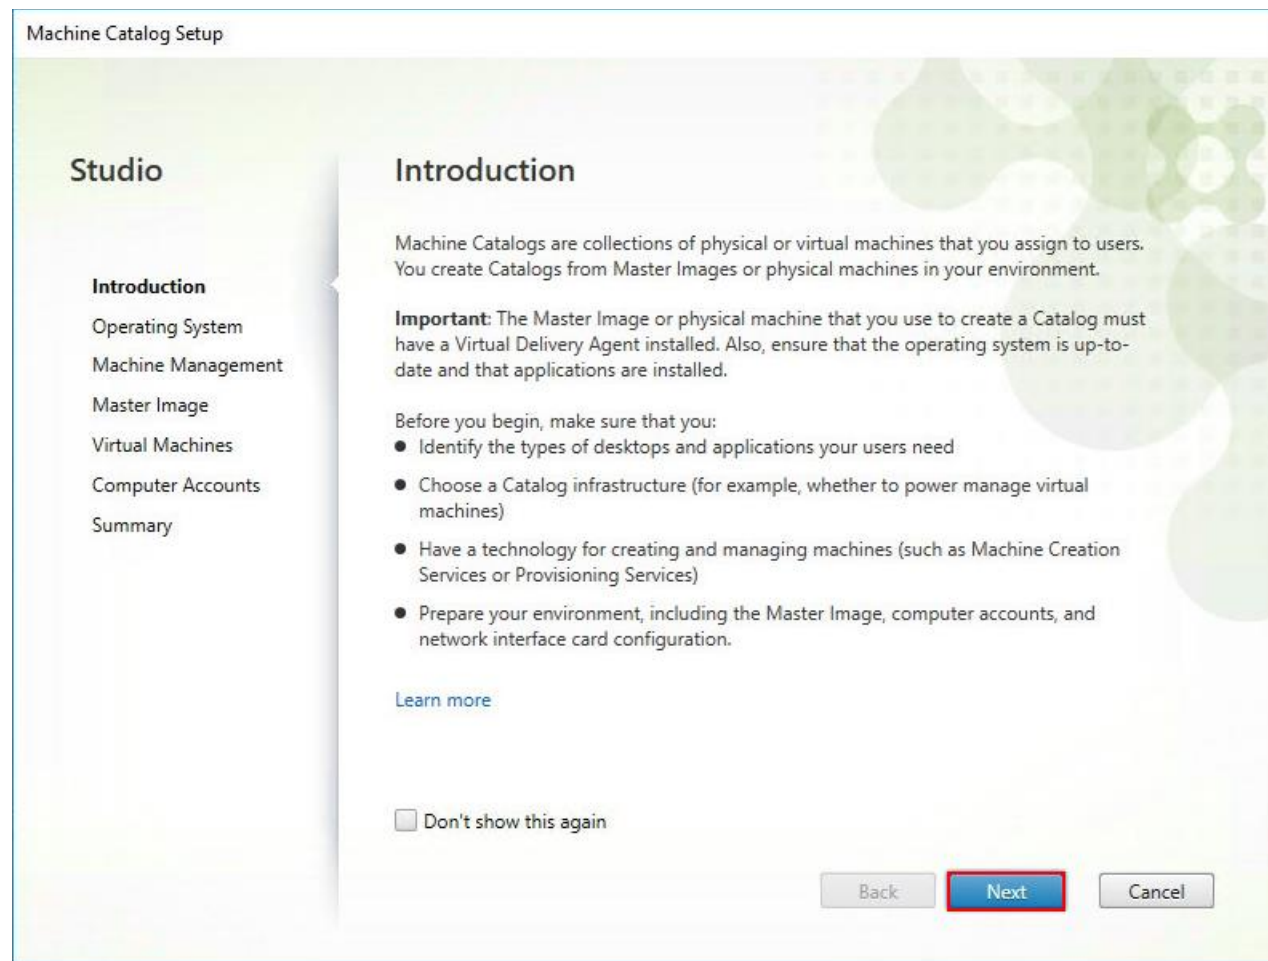 Machine Catalog Setup
Studio
Introduction
Operating System
Machine Management
Master Image
Virtual Machines
Computer Accounts
Summary
Introduction
Machine Catalogs are collections of physical or virtual machines that you assign to users.
You create Catalogs from Master Images or physical machines in your environment.
Important: The Master Image or physical machine that you use to create a Catalog must
have a Virtual Delivery Agent installed. Also, ensure that the operating system is up-to-
date and that applications are installed.
Before you begin, make sure that you:
● Identify the types of desktops and applications your users need
● Choose a Catalog infrastructure (for example, whether to power manage virtual
machines)
● Have a technology for creating and managing machines (such as Machine Creation
Services or Provisioning Services)
● Prepare your environment, including the Master Image, computer accounts, and
network interface card configuration.
Learn more
Don't show this again
Back Next Cancel